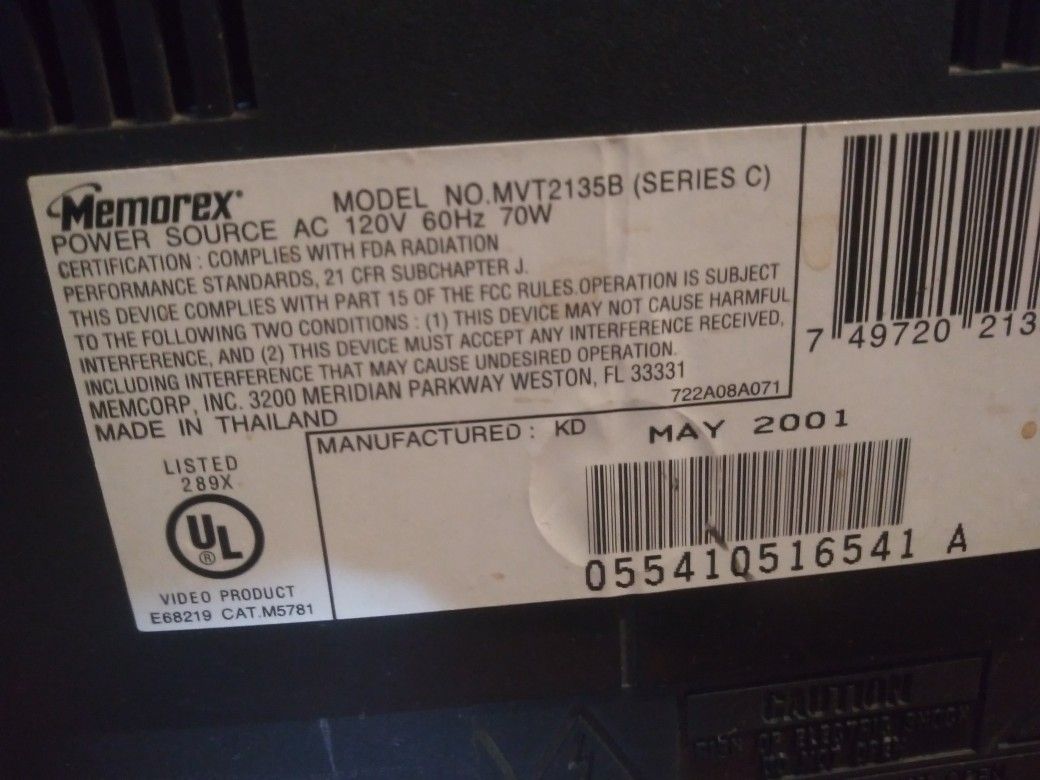 Memorex®
MODEL NO.MVT2135B (SERIES C)
POWER SOURCE AC 120V 60Hz 70W
CERTIFICATION : COMPLIES WITH FDA RADIATION
PERFORMANCE STANDARDS, 21 CFR SUBCHAPTER J.
THIS DEVICE COMPLIES WITH PART 15 OF THE FCC RULES.OPERATION IS SUBJECT
TO THE FOLLOWING TWO CONDITIONS : (1) THIS DEVICE MAY NOT CAUSE HARMFUL
INTERFERENCE, AND (2) THIS DEVICE MUST ACCEPT ANY INTERFERENCE RECEIVED,
INCLUDING INTERFERENCE THAT MAY CAUSE UNDESIRED OPERATION.
MEMCORP, INC. 3200 MERIDIAN PARKWAY WESTON, FL 33331
MADE IN THAILAND
722A08A071
7 49720 213
MANUFACTURED : KD MAY 2001
055410516541 A
LISTED
289X
UL®
VIDEO PRODUCT
E68219 CAT.M5781
CAUTION
OF ELECTRIC SHOCK